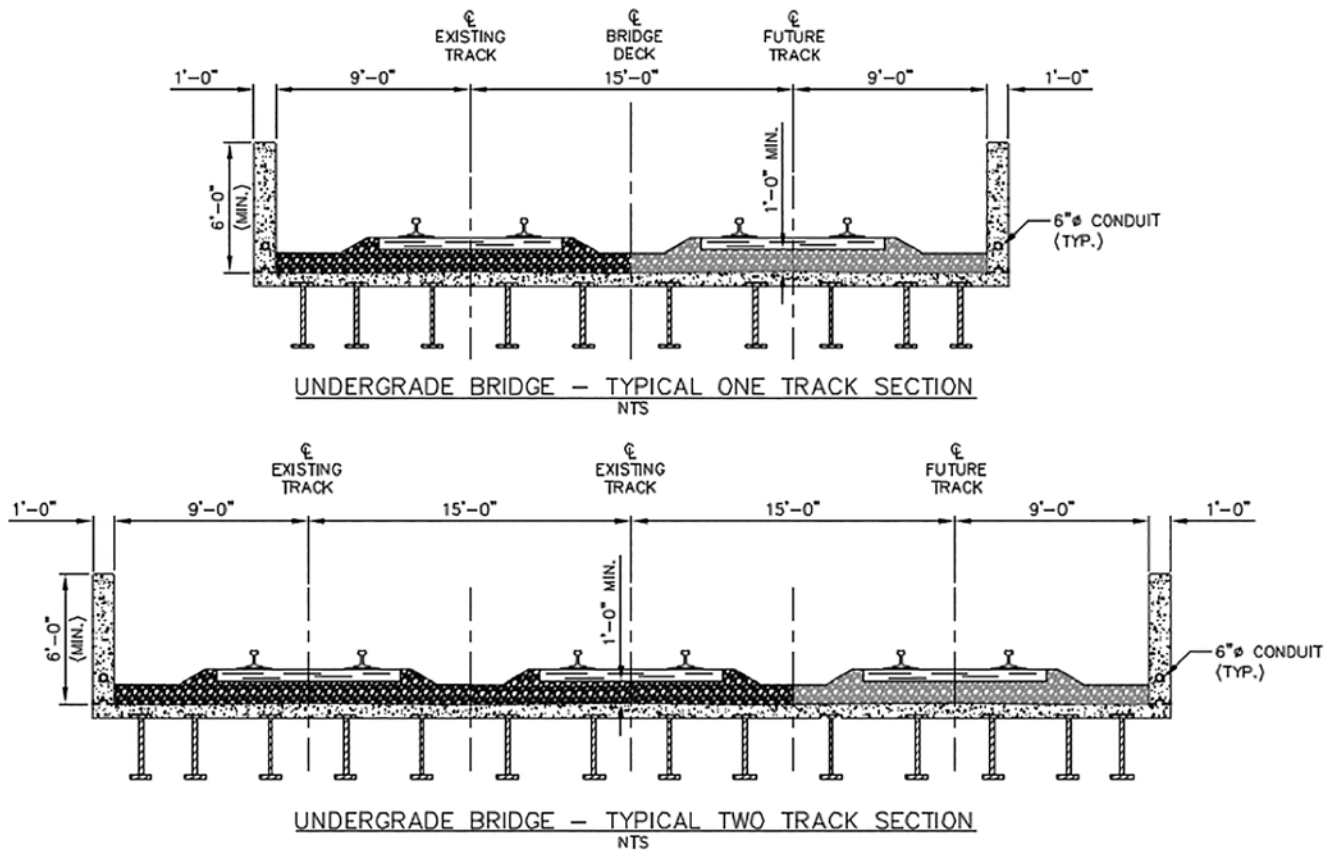 ℄
EXISTING
TRACK
℄
BRIDGE
DECK
℄
FUTURE
TRACK
1'-0"
9'-0"
15'-0"
9'-0"
1'-0"
6'-0"
(MIN.)
1'-0" MIN.
6"ø CONDUIT
(TYP.)
UNDERGRADE BRIDGE – TYPICAL ONE TRACK SECTION
NTS
℄
EXISTING
TRACK
℄
EXISTING
TRACK
℄
FUTURE
TRACK
1'-0"
9'-0"
15'-0"
15'-0"
9'-0"
1'-0"
6'-0"
(MIN.)
1'-0" MIN.
6"ø CONDUIT
(TYP.)
UNDERGRADE BRIDGE – TYPICAL TWO TRACK SECTION
NTS